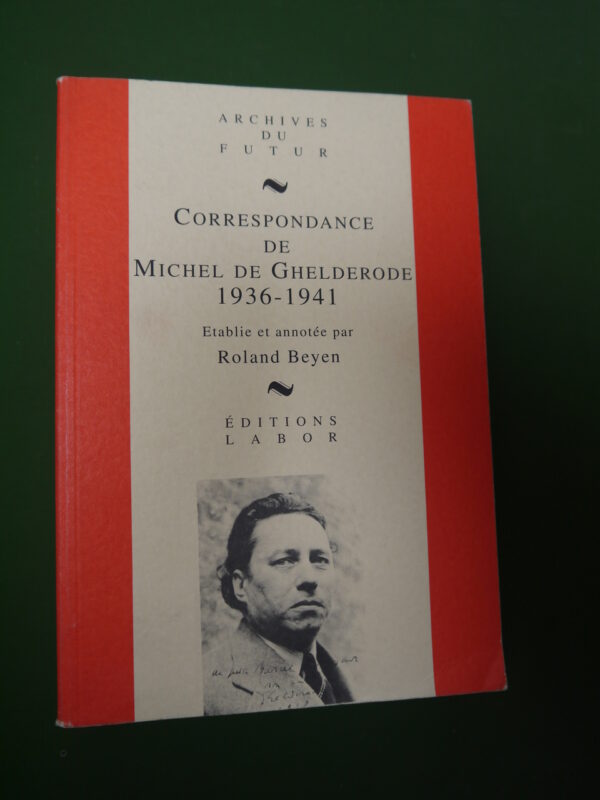 ARCHIVES
DU
FUTUR
CORRESPONDANCE
DE
MICHEL DE GHELDERODE
1936-1941
Etablie et annotée par
Roland Beyen
ÉDITIONS
LABOR